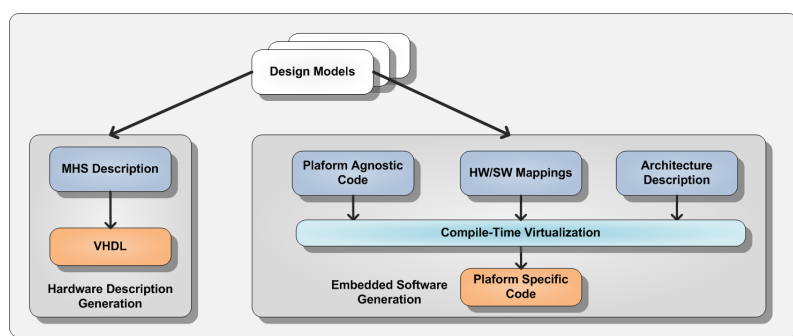 Design Models
MHS Description
VHDL
Hardware Description
Generation
Plaform Agnostic
Code
HW/SW Mappings
Architecture
Description
Compile-Time Virtualization
Embedded Software
Generation
Plaform Specific
Code